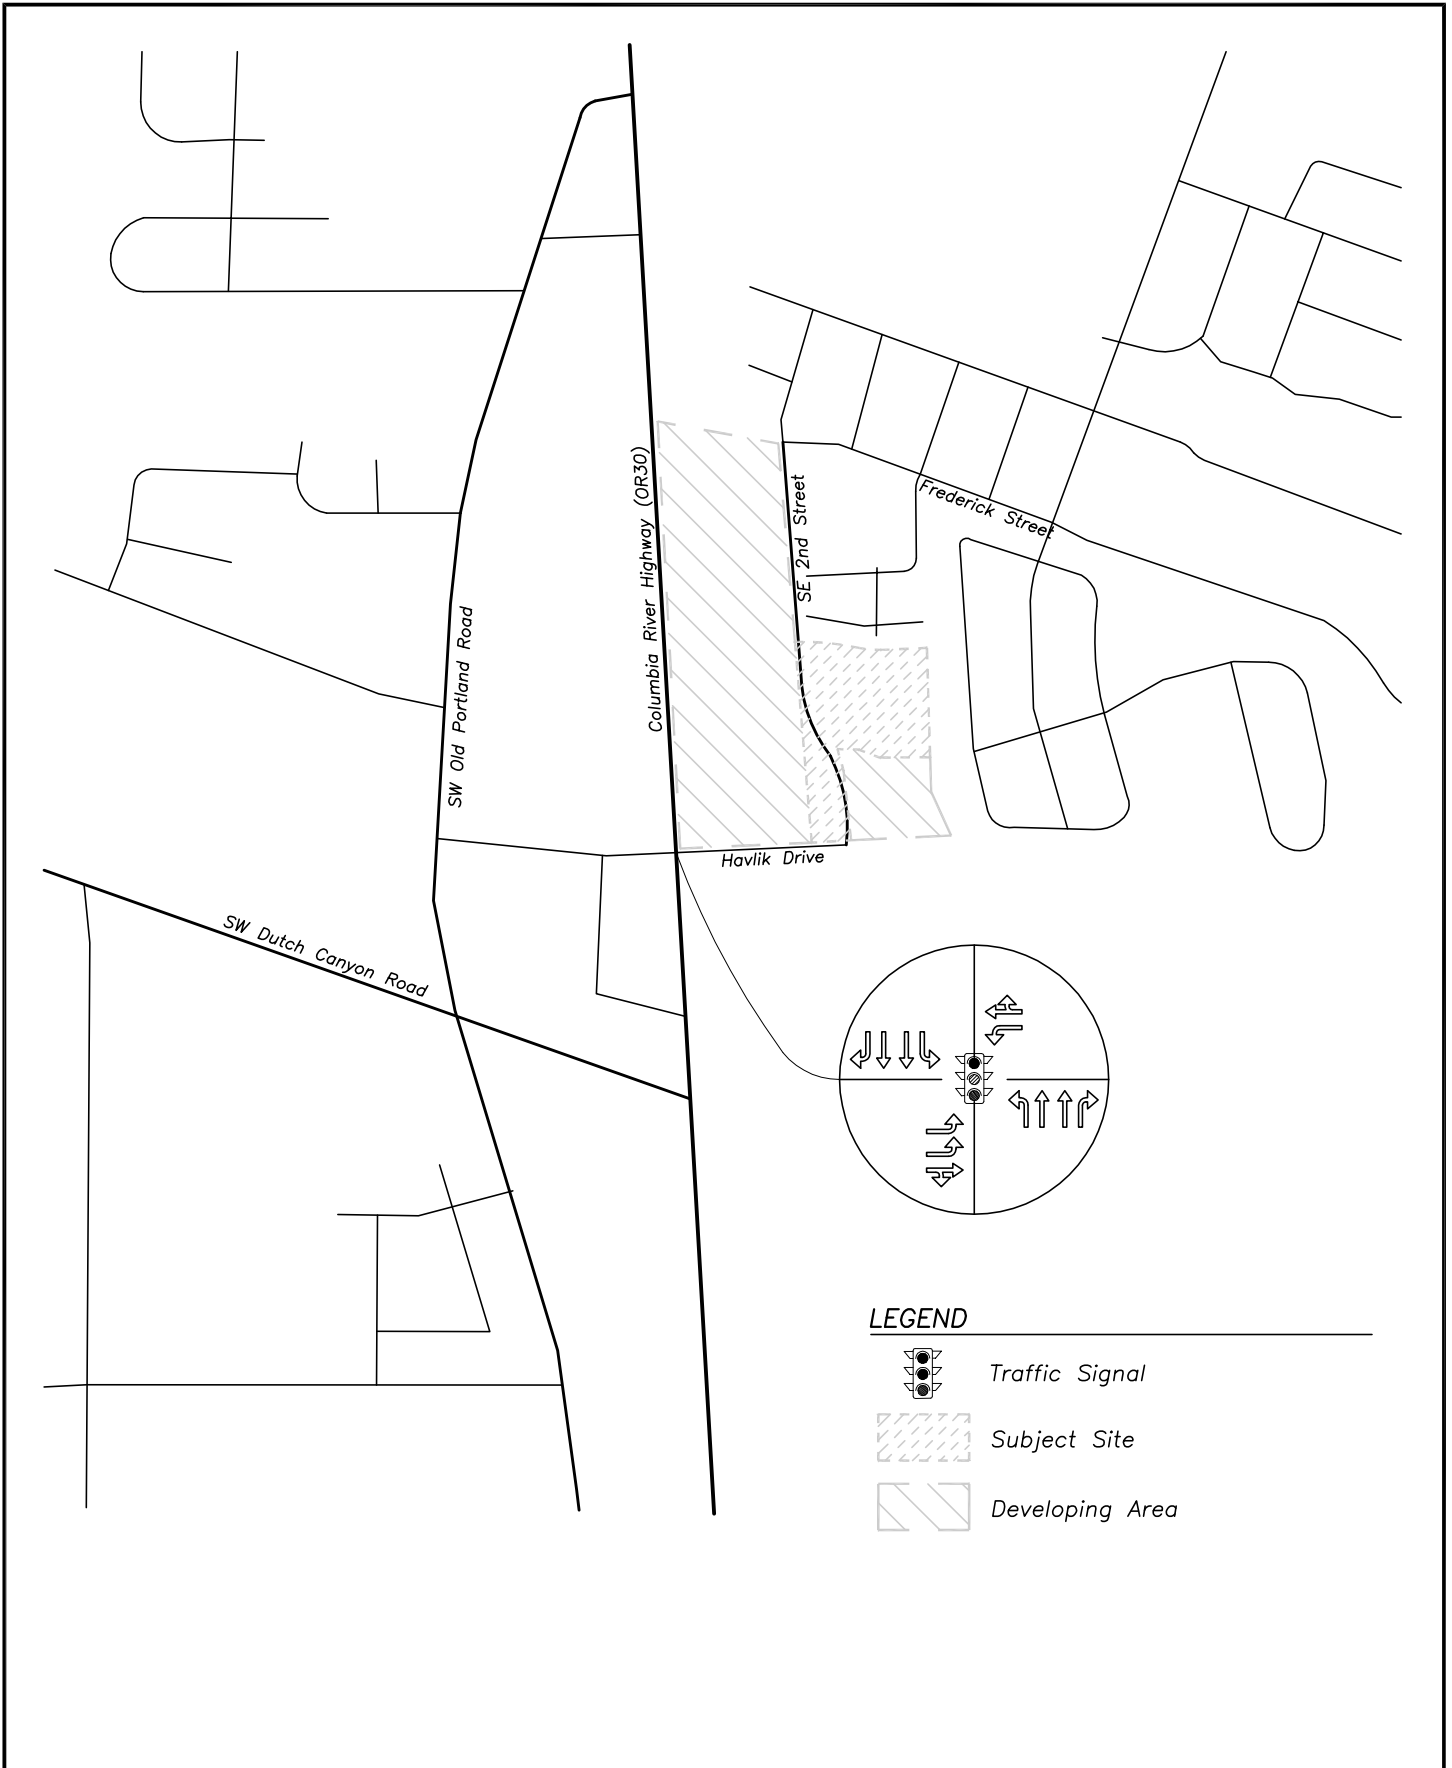 Columbia River Highway (OR30)
SE 2nd Street
Frederick Street
SW Old Portland Road
Havlik Drive
SW Dutch Canyon Road
LEGEND
Traffic Signal
Subject Site
Developing Area